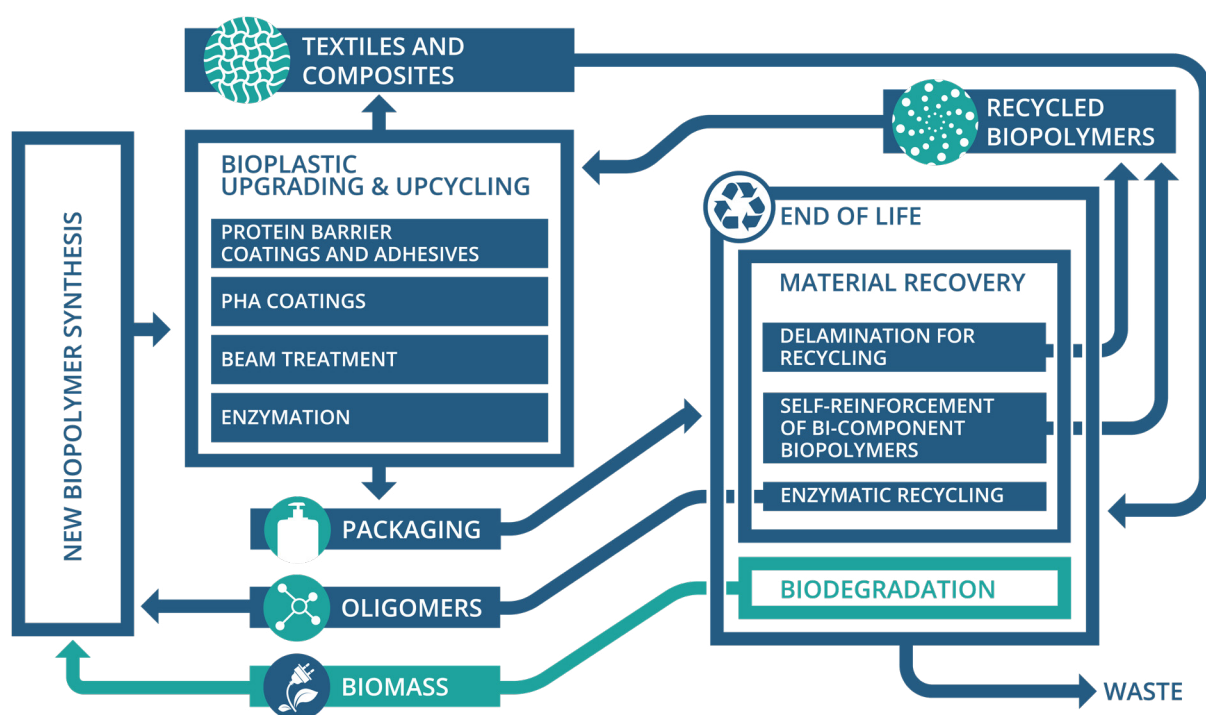 TEXTILES AND
COMPOSITES
RECYCLED
BIOPOLYMERS
NEW BIOPOLYMER SYNTHESIS
BIOPLASTIC
UPGRADING & UPCYCLING
PROTEIN BARRIER
COATINGS AND ADHESIVES
PHA COATINGS
BEAM TREATMENT
ENZYMATION
END OF LIFE
MATERIAL RECOVERY
DELAMINATION FOR
RECYCLING
SELF-REINFORCEMENT
OF BI-COMPONENT
BIOPOLYMERS
ENZYMATIC RECYCLING
PACKAGING
BIODEGRADATION
OLIGOMERS
BIOMASS
WASTE